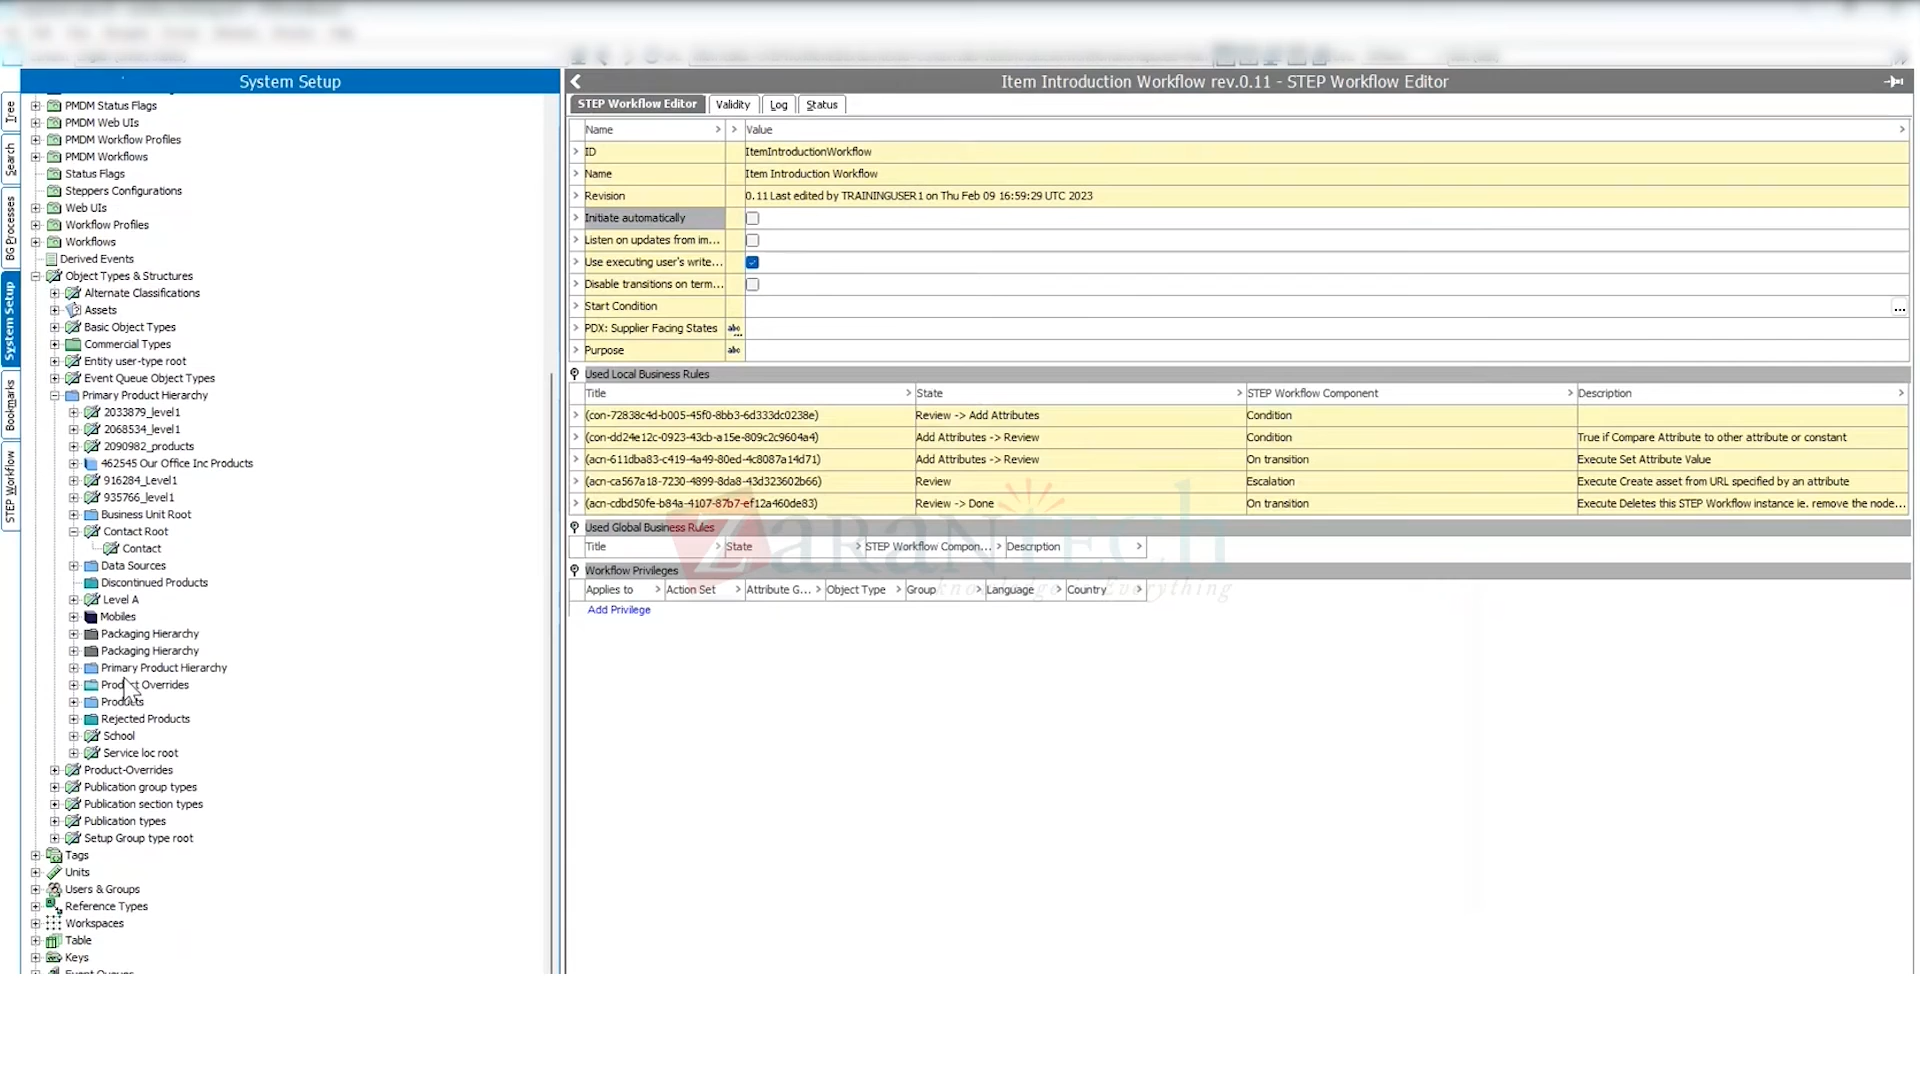 System Setup
Tree
Search
BG Processes
System Setup
Bookmarks
STEP Workflow
PMDM Status Flags
PMDM Web UIs
PMDM Workflow Profiles
PMDM Workflows
Status Flags
Steppers Configurations
Web UIs
Workflow Profiles
Workflows
Derived Events
Object Types & Structures
Alternate Classifications
Assets
Basic Object Types
Commercial Types
Entity user-type root
Event Queue Object Types
Primary Product Hierarchy
2033879_level1
2068534_level1
2090982_products
462545 Our Office Inc Products
916284_Level1
935766_level1
Business Unit Root
Contact Root
Contact
Data Sources
Discontinued Products
Level A
Mobiles
Packaging Hierarchy
Packaging Hierarchy
Primary Product Hierarchy
Product Overrides
Products
Rejected Products
School
Service loc root
Product-Overrides
Publication group types
Publication section types
Publication types
Setup Group type root
Tags
Units
Users & Groups
Reference Types
Workspaces
Table
Keys
Event Queues
Item Introduction Workflow rev.0.11 - STEP Workflow Editor
STEP Workflow Editor Validity Log Status
Name Value
ID ItemIntroductionWorkflow
Name Item Introduction Workflow
Revision 0.11 Last edited by TRAININGUSER1 on Thu Feb 09 16:59:29 UTC 2023
Initiate automatically
Listen on updates from im...
Use executing user's write...
Disable transitions on term...
Start Condition ...
PDX: Supplier Facing States abc
Purpose abc
Used Local Business Rules
Title State STEP Workflow Component Description
(con-72838c4d-b005-45f0-8bb3-6d333dc0238e) Review -> Add Attributes Condition
(con-dd24e12c-0923-43cb-a15e-809c2c9604a4) Add Attributes -> Review Condition True if Compare Attribute to other attribute or constant
(acn-611dba83-c419-4a49-80ed-4c8087a14d71) Add Attributes -> Review On transition Execute Set Attribute Value
(acn-ca567a18-7230-4899-8da8-43d323602b66) Review Escalation Execute Create asset from URL specified by an attribute
(acn-cdbd50fe-b84a-4107-87b7-ef12a460de83) Review -> Done On transition Execute Deletes this STEP Workflow instance ie. remove the node...
Used Global Business Rules
Title State STEP Workflow Compon... Description
Workflow Privileges
Applies to Action Set Attribute G... Object Type Group Language Country
Add Privilege
ZARANTECH
knowledge Everything